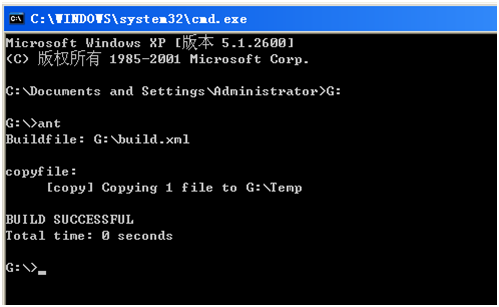 C:\WINDOWS\system32\cmd.exe
Microsoft Windows XP [版本 5.1.2600]
(C) 版权所有 1985-2001 Microsoft Corp.
C:\Documents and Settings\Administrator>G:
G:\>ant
Buildfile: G:\build.xml
copyfile:
[copy] Copying 1 file to G:\Temp
BUILD SUCCESSFUL
Total time: 0 seconds
G:\>_